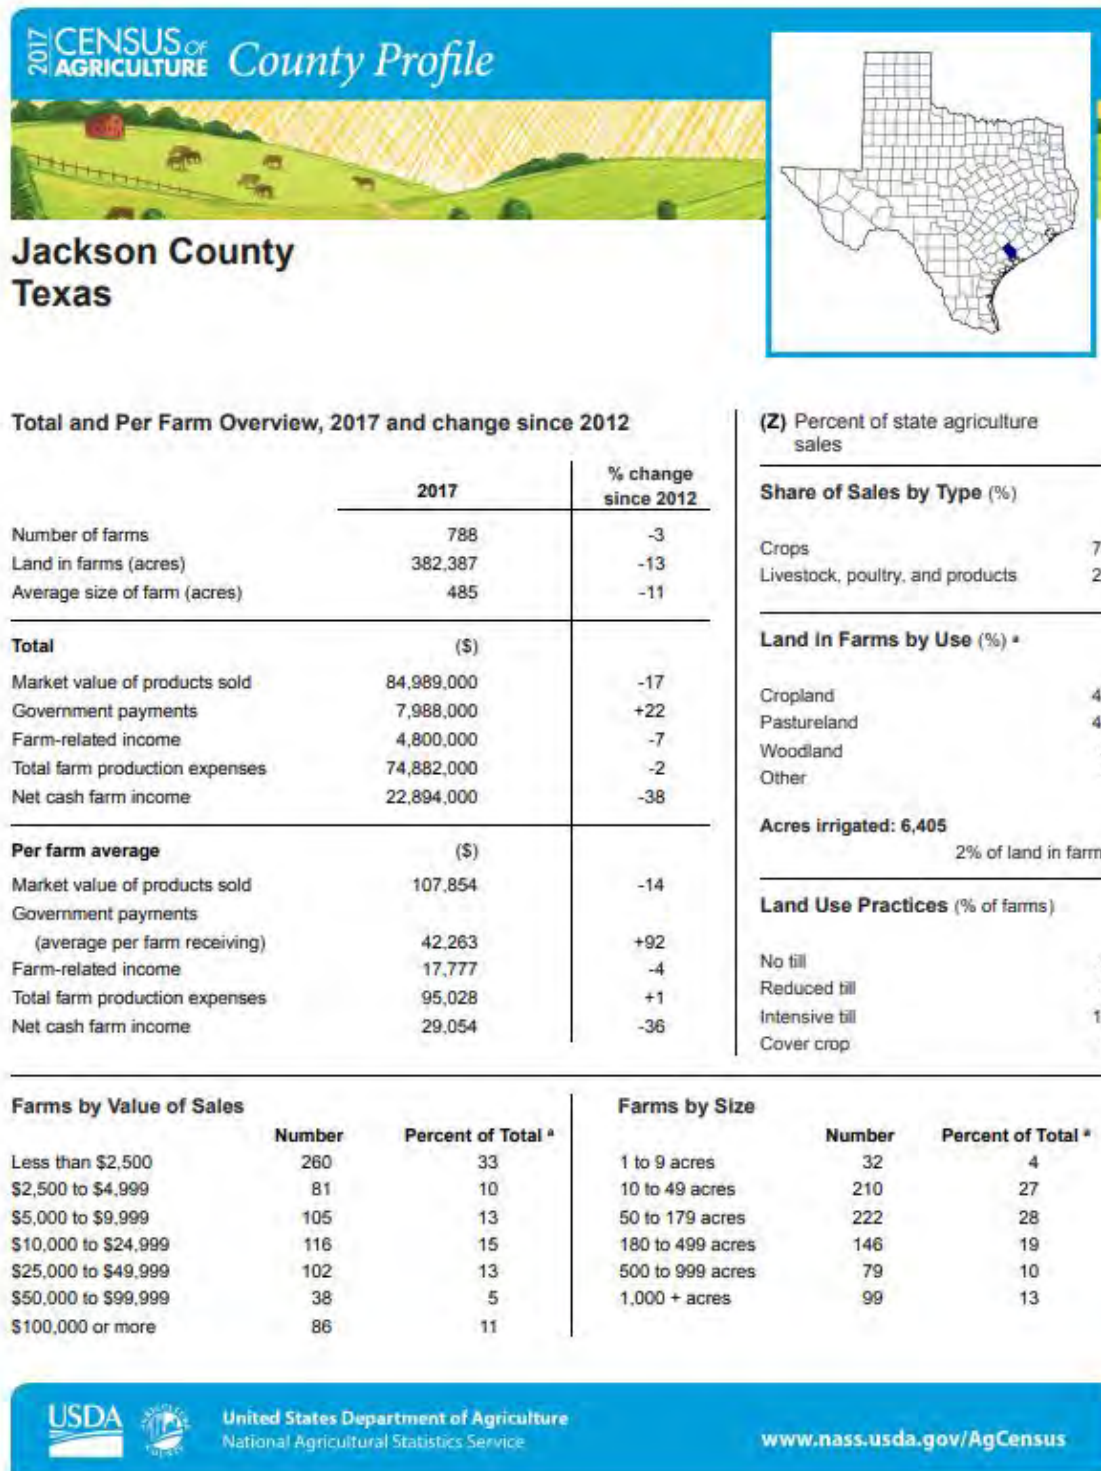 2017 CENSUS OF AGRICULTURE County Profile
Jackson County
Texas
Total and Per Farm Overview, 2017 and change since 2012
2017 % change since 2012
Number of farms 788 -3
Land in farms (acres) 382,387 -13
Average size of farm (acres) 485 -11
Total ($)
Market value of products sold 84,989,000 -17
Government payments 7,988,000 +22
Farm-related income 4,800,000 -7
Total farm production expenses 74,882,000 -2
Net cash farm income 22,894,000 -38
Per farm average ($)
Market value of products sold 107,854 -14
Government payments
(average per farm receiving) 42,263 +92
Farm-related income 17,777 -4
Total farm production expenses 95,028 +1
Net cash farm income 29,054 -36
(Z) Percent of state agriculture
sales
Share of Sales by Type (%)
Crops 7
Livestock, poultry, and products 2
Land in Farms by Use (%) a
Cropland 4
Pastureland 4
Woodland
Other
Acres irrigated: 6,405
2% of land in farm
Land Use Practices (% of farms)
No till
Reduced till
Intensive till 1
Cover crop
Farms by Value of Sales
Number Percent of Total a
Less than $2,500 260 33
$2,500 to $4,999 81 10
$5,000 to $9,999 105 13
$10,000 to $24,999 116 15
$25,000 to $49,999 102 13
$50,000 to $99,999 38 5
$100,000 or more 86 11
Farms by Size
Number Percent of Total a
1 to 9 acres 32 4
10 to 49 acres 210 27
50 to 179 acres 222 28
180 to 499 acres 146 19
500 to 999 acres 79 10
1,000 + acres 99 13
USDA
United States Department of Agriculture
National Agricultural Statistics Service
www.nass.usda.gov/AgCensus